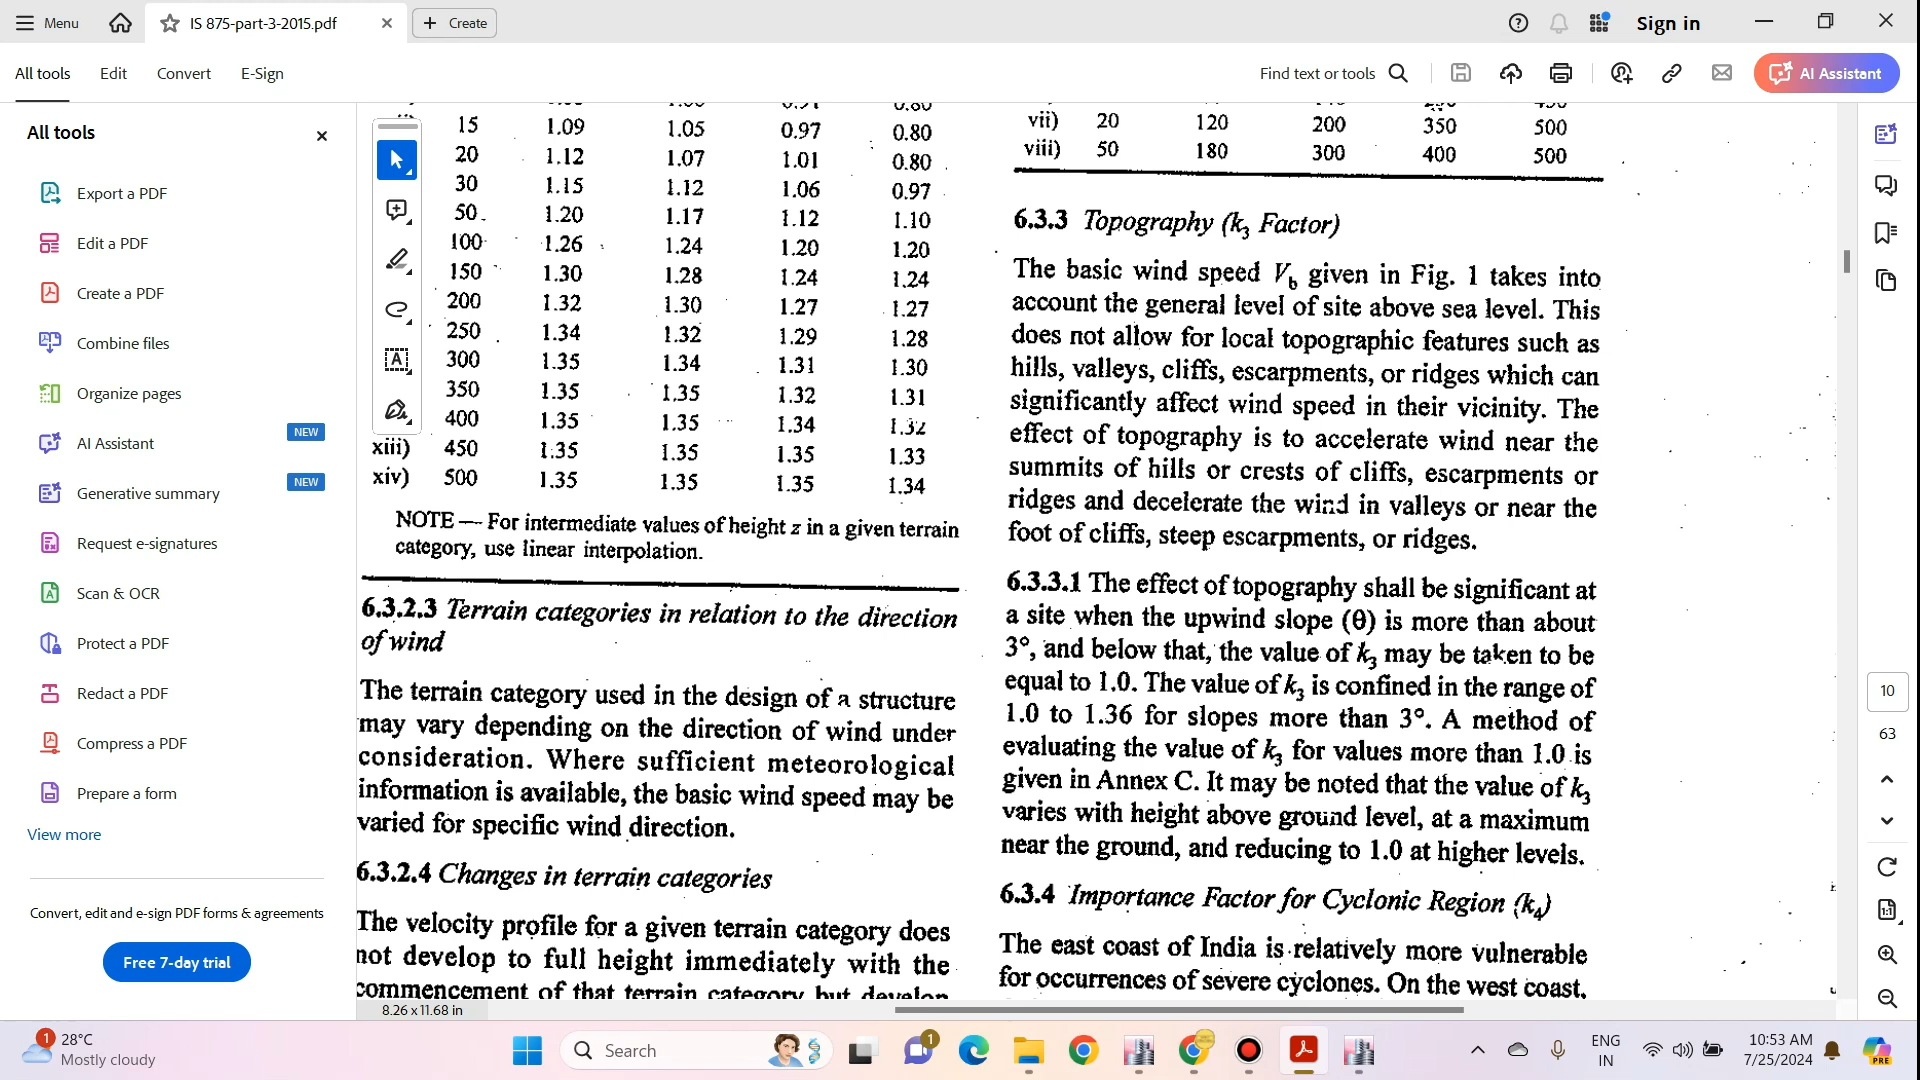 Menu
IS 875-part-3-2015.pdf
Create
Sign in
All tools
Edit
Convert
E-Sign
Find text or tools
AI Assistant
All tools
Export a PDF
Edit a PDF
Create a PDF
Combine files
Organize pages
AI Assistant
NEW
Generative summary
NEW
Request e-signatures
Scan & OCR
Protect a PDF
Redact a PDF
Compress a PDF
Prepare a form
View more
Convert, edit and e-sign PDF forms & agreements
Free 7-day trial
15 1.09 1.05 0.97 0.80
20 1.12 1.07 1.01 0.80
30 1.15 1.12 1.06 0.97
50 1.20 1.17 1.12 1.10
100 1.26 1.24 1.20 1.20
150 1.30 1.28 1.24 1.24
200 1.32 1.30 1.27 1.27
250 1.34 1.32 1.29 1.28
300 1.35 1.34 1.31 1.30
350 1.35 1.35 1.32 1.31
400 1.35 1.35 1.34 1.32
xiii) 450 1.35 1.35 1.35 1.33
xiv) 500 1.35 1.35 1.35 1.34
NOTE — For intermediate values of height z in a given terrain
category, use linear interpolation.
6.3.2.3 Terrain categories in relation to the direction
of wind
The terrain category used in the design of a structure
may vary depending on the direction of wind under
consideration. Where sufficient meteorological
information is available, the basic wind speed may be
varied for specific wind direction.
6.3.2.4 Changes in terrain categories
The velocity profile for a given terrain category does
not develop to full height immediately with the
commencement of that terrain category but develop
8.26 x 11.68 in
vii) 20 120 200 350 500
viii) 50 180 300 400 500
6.3.3 Topography (k3 Factor)
The basic wind speed Vb given in Fig. 1 takes into
account the general level of site above sea level. This
does not allow for local topographic features such as
hills, valleys, cliffs, escarpments, or ridges which can
significantly affect wind speed in their vicinity. The
effect of topography is to accelerate wind near the
summits of hills or crests of cliffs, escarpments or
ridges and decelerate the wind in valleys or near the
foot of cliffs, steep escarpments, or ridges.
6.3.3.1 The effect of topography shall be significant at
a site when the upwind slope (θ) is more than about
3°, and below that, the value of k3 may be taken to be
equal to 1.0. The value of k3 is confined in the range of
1.0 to 1.36 for slopes more than 3°. A method of
evaluating the value of k3 for values more than 1.0 is
given in Annex C. It may be noted that the value of k3
varies with height above ground level, at a maximum
near the ground, and reducing to 1.0 at higher levels.
6.3.4 Importance Factor for Cyclonic Region (k4)
The east coast of India is relatively more vulnerable
for occurrences of severe cyclones. On the west coast,
10
63
1
28°C
Mostly cloudy
Search
1
PRE
ENG
IN
10:53 AM
7/25/2024